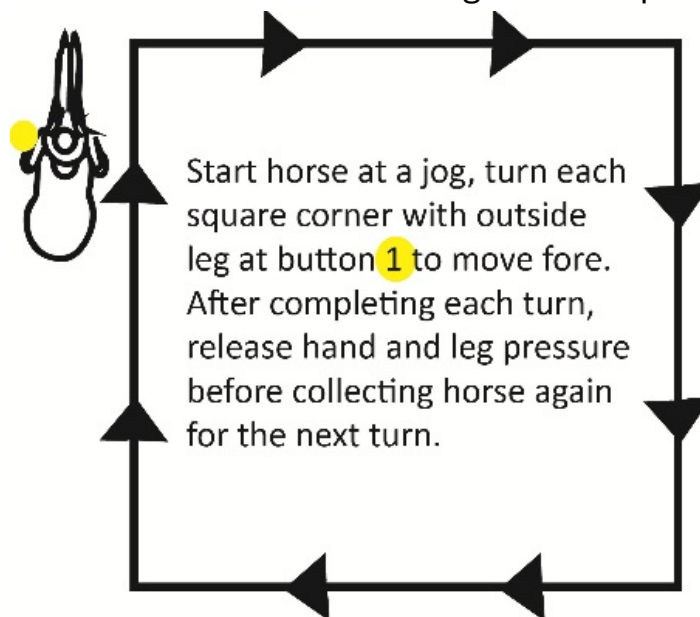 Start horse at a jog, turn each
square corner with outside
leg at button 1 to move fore.
After completing each turn,
release hand and leg pressure
before collecting horse again
for the next turn.